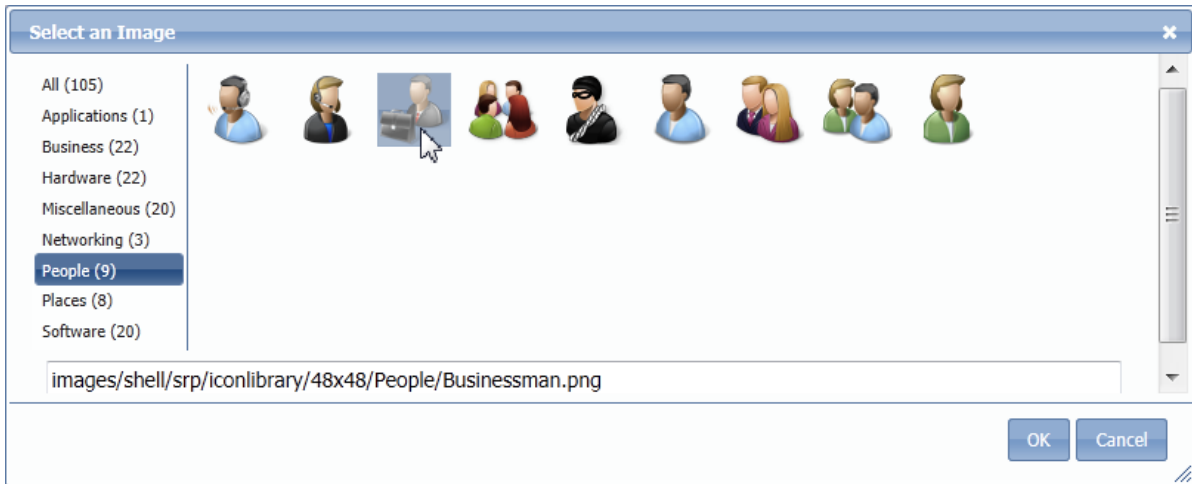 Select an Image
All (105)
Applications (1)
Business (22)
Hardware (22)
Miscellaneous (20)
Networking (3)
People (9)
Places (8)
Software (20)
images/shell/srp/iconlibrary/48x48/People/Businessman.png
OK
Cancel